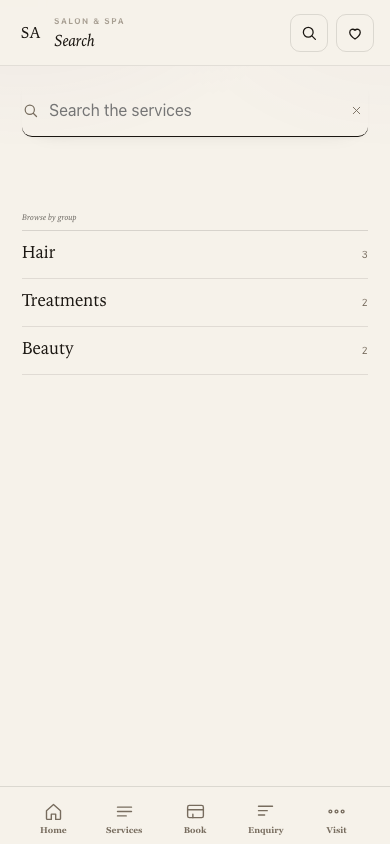 SA
SALON & SPA
Search
Search the services
Browse by group
Hair 3
Treatments 2
Beauty 2
Home Services Book Enquiry Visit